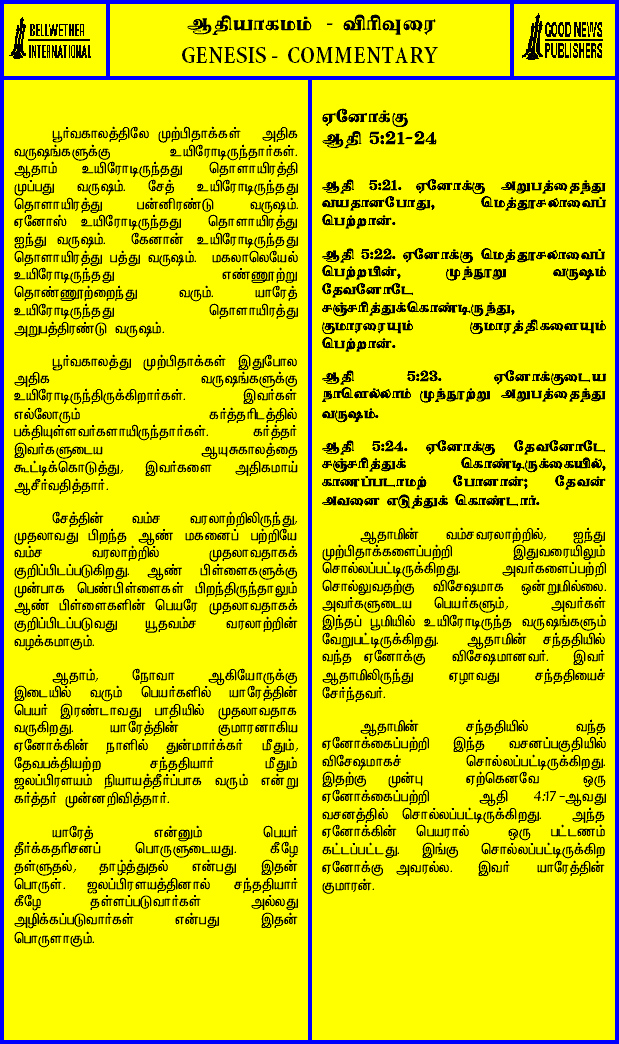 BELLWETHER
INTERNATIONAL
ஆதியாகமம் - விரிவுரை
GENESIS - COMMENTARY
GOOD NEWS
PUBLISHERS
பூர்வகாலத்திலே முற்பிதாக்கள் அதிக
வருஷங்களுக்கு உயிரோடிருந்தார்கள்.
ஆதாம் உயிரோடிருந்தது தொளாயிரத்தி
முப்பது வருஷம். சேத் உயிரோடிருந்தது
தொளாயிரத்து பன்னிரண்டு வருஷம்.
ஏனோஸ் உயிரோடிருந்தது தொளாயிரத்து
ஐந்து வருஷம். கேனான் உயிரோடிருந்தது
தொளாயிரத்து பத்து வருஷம். மகலாலெயேல்
உயிரோடிருந்தது எண்ணூற்று
தொண்ணூற்றைந்து வரும். யாரேத்
உயிரோடிருந்தது தொளாயிரத்து
அறுபத்திரண்டு வருஷம்.
பூர்வகாலத்து முற்பிதாக்கள் இதுபோல
அதிக வருஷங்களுக்கு
உயிரோடிருந்திருக்கிறார்கள். இவர்கள்
எல்லோரும் கர்த்தரிடத்தில்
பக்தியுள்ளவர்களாயிருந்தார்கள். கர்த்தர்
இவர்களுடைய ஆயுசுகாலத்தை
கூட்டிக்கொடுத்து, இவர்களை அதிகமாய்
ஆசீர்வதித்தார்.
சேத்தின் வம்ச வரலாற்றிலிருந்து,
முதலாவது பிறந்த ஆண் மகனைப் பற்றியே
வம்ச வரலாற்றில் முதலாவதாகக்
குறிப்பிடப்படுகிறது. ஆண் பிள்ளைகளுக்கு
முன்பாக பெண்பிள்ளைகள் பிறந்திருந்தாலும்
ஆண் பிள்ளைகளின் பெயரே முதலாவதாகக்
குறிப்பிடப்படுவது யூதவம்ச வரலாற்றின்
வழக்கமாகும்.
ஆதாம், நோவா ஆகியோருக்கு
இடையில் வரும் பெயர்களில் யாரேத்தின்
பெயர் இரண்டாவது பாதியில் முதலாவதாக
வருகிறது. யாரேத்தின் குமாரனாகிய
ஏனோக்கின் நாளில் துன்மார்க்கர் மீதும்,
தேவபக்தியற்ற சந்ததியார் மீதும்
ஜலப்பிரளயம் நியாயத்தீர்ப்பாக வரும் என்று
கர்த்தர் முன்னறிவித்தார்.
யாரேத் என்னும் பெயர்
தீர்க்கதரிசனப் பொருளுடையது. கீழே
தள்ளுதல், தாழ்த்துதல் என்பது இதன்
பொருள். ஜலப்பிரளயத்தினால் சந்ததியார்
கீழே தள்ளப்படுவார்கள் அல்லது
அழிக்கப்படுவார்கள் என்பது இதன்
பொருளாகும்.
ஏனோக்கு
ஆதி 5:21-24
ஆதி 5:21. ஏனோக்கு அறுபத்தைந்து
வயதானபோது, மெத்தூசலாவைப்
பெற்றான்.
ஆதி 5:22. ஏனோக்கு மெத்தூசலாவைப்
பெற்றபின், முந்நூறு வருஷம்
தேவனோடே
சஞ்சரித்துக்கொண்டிருந்து,
குமாரரையும் குமாரத்திகளையும்
பெற்றான்.
ஆதி 5:23. ஏனோக்குடைய
நாளெல்லாம் முந்நூற்று அறுபத்தைந்து
வருஷம்.
ஆதி 5:24. ஏனோக்கு தேவனோடே
சஞ்சரித்துக் கொண்டிருக்கையில்,
காணப்படாமற் போனான்; தேவன்
அவனை எடுத்துக் கொண்டார்.
ஆதாமின் வம்சவரலாற்றில், ஐந்து
முற்பிதாக்களைப்பற்றி இதுவரையிலும்
சொல்லப்பட்டிருக்கிறது. அவர்களைப்பற்றி
சொல்லுவதற்கு விசேஷமாக ஒன்றுமில்லை.
அவர்களுடைய பெயர்களும், அவர்கள்
இந்தப் பூமியில் உயிரோடிருந்த வருஷங்களும்
வேறுபட்டிருக்கிறது. ஆதாமின் சந்ததியில்
வந்த ஏனோக்கு விசேஷமானவர். இவர்
ஆதாமிலிருந்து ஏழாவது சந்ததியைச்
சேர்ந்தவர்.
ஆதாமின் சந்ததியில் வந்த
ஏனோக்கைப்பற்றி இந்த வசனப்பகுதியில்
விசேஷமாகச் சொல்லப்பட்டிருக்கிறது.
இதற்கு முன்பு ஏற்கெனவே ஒரு
ஏனோக்கைப்பற்றி ஆதி 4:17-ஆவது
வசனத்தில் சொல்லப்பட்டிருக்கிறது. அந்த
ஏனோக்கின் பெயரால் ஒரு பட்டணம்
கட்டப்பட்டது. இங்கு சொல்லப்பட்டிருக்கிற
ஏனோக்கு அவரல்ல. இவர் யாரேத்தின்
குமாரன்.